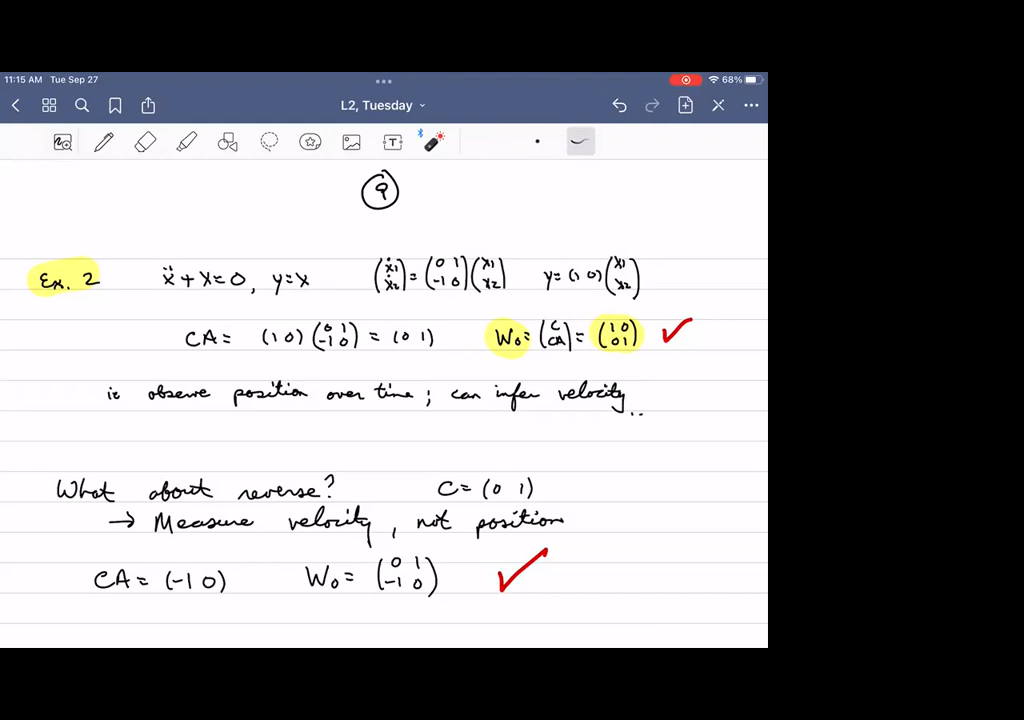 11:15 AM Tue Sep 27
68%
L2, Tuesday
T
9
Ex. 2 ẍ + x = 0, y = x (ẋ1 ẋ2) = (0 1 -1 0)(x1 x2) y = (1 0)(x1 x2)
CA = (1 0)(0 1 -1 0) = (0 1) W₀ = (C CA) = (1 0 0 1) ✓
ie observe position over time; can infer velocity..
What about reverse? C = (0 1)
→ Measure velocity, not position
CA = (-1 0) W₀ = (0 1 -1 0) ✓